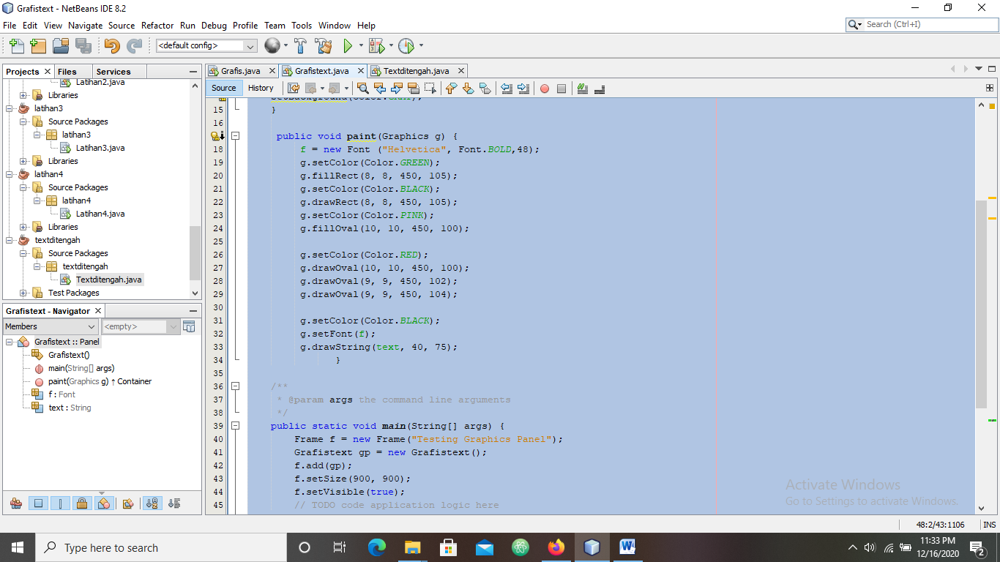 Grafistext - NetBeans IDE 8.2
File Edit View Navigate Source Refactor Run Debug Profile Team Tools Window Help
Search (Ctrl+I)
<default config>
Projects Files Services
Latihan2.java
Libraries
latihan3
Source Packages
latihan3
Latihan3.java
Libraries
latihan4
Source Packages
latihan4
Latihan4.java
Libraries
textditengah
Source Packages
textditengah
Textditengah.java
Test Packages
Grafistext - Navigator
Members <empty>
Grafistext :: Panel
Grafistext()
main(String[] args)
paint(Graphics g) ↑ Container
f : Font
text : String
Grafis.java Grafistext.java Textditengah.java
Source History
15 }
16
public void paint(Graphics g) {
18 f = new Font ("Helvetica", Font.BOLD,48);
19 g.setColor(Color.GREEN);
20 g.fillRect(8, 8, 450, 105);
21 g.setColor(Color.BLACK);
22 g.drawRect(8, 8, 450, 105);
23 g.setColor(Color.PINK);
24 g.fillOval(10, 10, 450, 100);
25
26 g.setColor(Color.RED);
27 g.drawOval(10, 10, 450, 100);
28 g.drawOval(9, 9, 450, 102);
29 g.drawOval(9, 9, 450, 104);
30
31 g.setColor(Color.BLACK);
32 g.setFont(f);
33 g.drawString(text, 40, 75);
34 }
35
36 /**
37 * @param args the command line arguments
38 */
39 public static void main(String[] args) {
40 Frame f = new Frame("Testing Graphics Panel");
41 Grafistext gp = new Grafistext();
42 f.add(gp);
43 f.setSize(900, 900);
44 f.setVisible(true);
45 // TODO code application logic here
Activate Windows
Go to Settings to activate Windows.
48:2/43:1106 INS
Type here to search
11:33 PM
12/16/2020
2